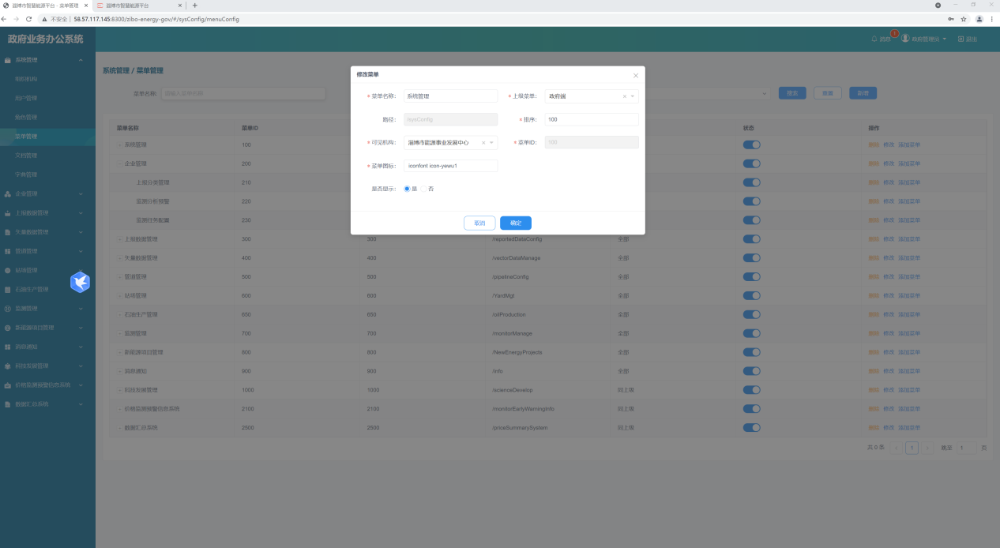 淄博市智慧能源平台 - 菜单管理
淄博市智慧能源平台
不安全 | 58.57.117.145:8300/zibo-energy-gov/#/sysConfig/menuConfig
政府业务办公系统
消息 1 政府管理员 退出
系统管理
组织机构
用户管理
角色管理
菜单管理
文档管理
字典管理
企业管理
上报数据管理
矢量数据管理
管道管理
站场管理
石油生产管理
监测管理
新能源项目管理
消息通知
科技发展管理
价格监测预警信息系统
数据汇总系统
系统管理 / 菜单管理
菜单名称: 请输入菜单名称
搜索 重置 新增
菜单名称 菜单ID 状态 操作
系统管理 100 删除 修改 添加菜单
企业管理 200 删除 修改 添加菜单
上报分类管理 210 删除 修改 添加菜单
监测分析预警 220 删除 修改 添加菜单
监测任务配置 230 删除 修改 添加菜单
上报数据管理 300 300 /reportedDataConfig 全部 删除 修改 添加菜单
矢量数据管理 400 400 /vectorDataManage 全部 删除 修改 添加菜单
管道管理 500 500 /pipelineConfig 全部 删除 修改 添加菜单
站场管理 600 600 /YardMgt 全部 删除 修改 添加菜单
石油生产管理 650 650 /oilProduction 全部 删除 修改 添加菜单
监测管理 700 700 /monitorManage 全部 删除 修改 添加菜单
新能源项目管理 800 800 /NewEnergyProjects 全部 删除 修改 添加菜单
消息通知 900 900 /info 全部 删除 修改 添加菜单
科技发展管理 1000 1000 /scienceDevelop 同上级 删除 修改 添加菜单
价格监测预警信息系统 2100 2100 /monitorEarlyWarningInfo 同上级 删除 修改 添加菜单
数据汇总系统 2500 2500 /priceSummarySystem 同上级 删除 修改 添加菜单
共 0 条 1 跳至 1 页
修改菜单
* 菜单名称: 系统管理 * 上级菜单: 政府端
路径: /sysConfig * 排序: 100
* 可见机构: 淄博市能源事业发展中心 * 菜单ID: 100
* 菜单图标: iconfont icon-yewu1
是否显示: 是 否
取消 确定